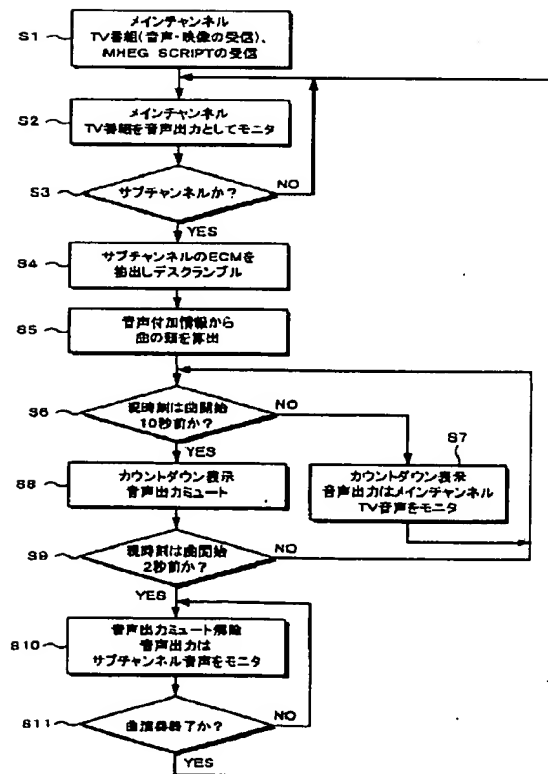 S1
メインチャンネル
TV番組(音声・映像の受信)、
MHEG SCRIPTの受信
S2
メインチャンネル
TV番組を音声出力としてモニタ
S3
サブチャンネルか?
NO
YES
S4
サブチャンネルのECMを
抽出しデスクランブル
S5
音声付加情報から
曲の頭を算出
S6
現時刻は曲開始
10秒前か?
NO
YES
S7
カウントダウン表示
音声出力はメインチャンネル
TV音声をモニタ
S8
カウントダウン表示
音声出力ミュート
S9
現時刻は曲開始
2秒前か?
NO
YES
S10
音声出力ミュート解除
音声出力は
サブチャンネル音声をモニタ
S11
曲演奏終了か?
NO
YES